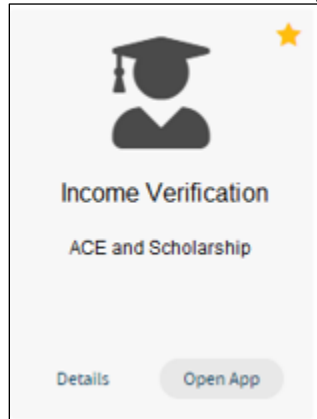 Income Verification
ACE and Scholarship
Details Open App